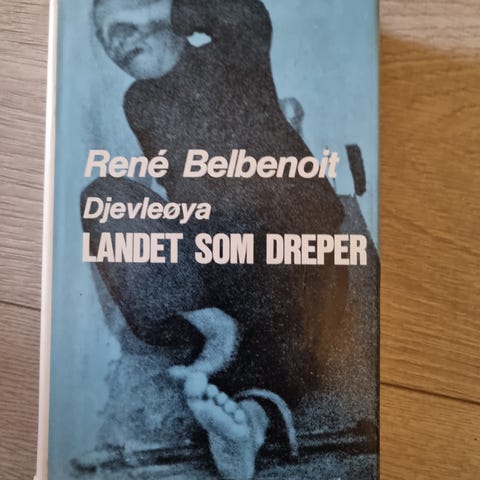 René Belbenoit
Djevleøya
LANDET SOM DREPER